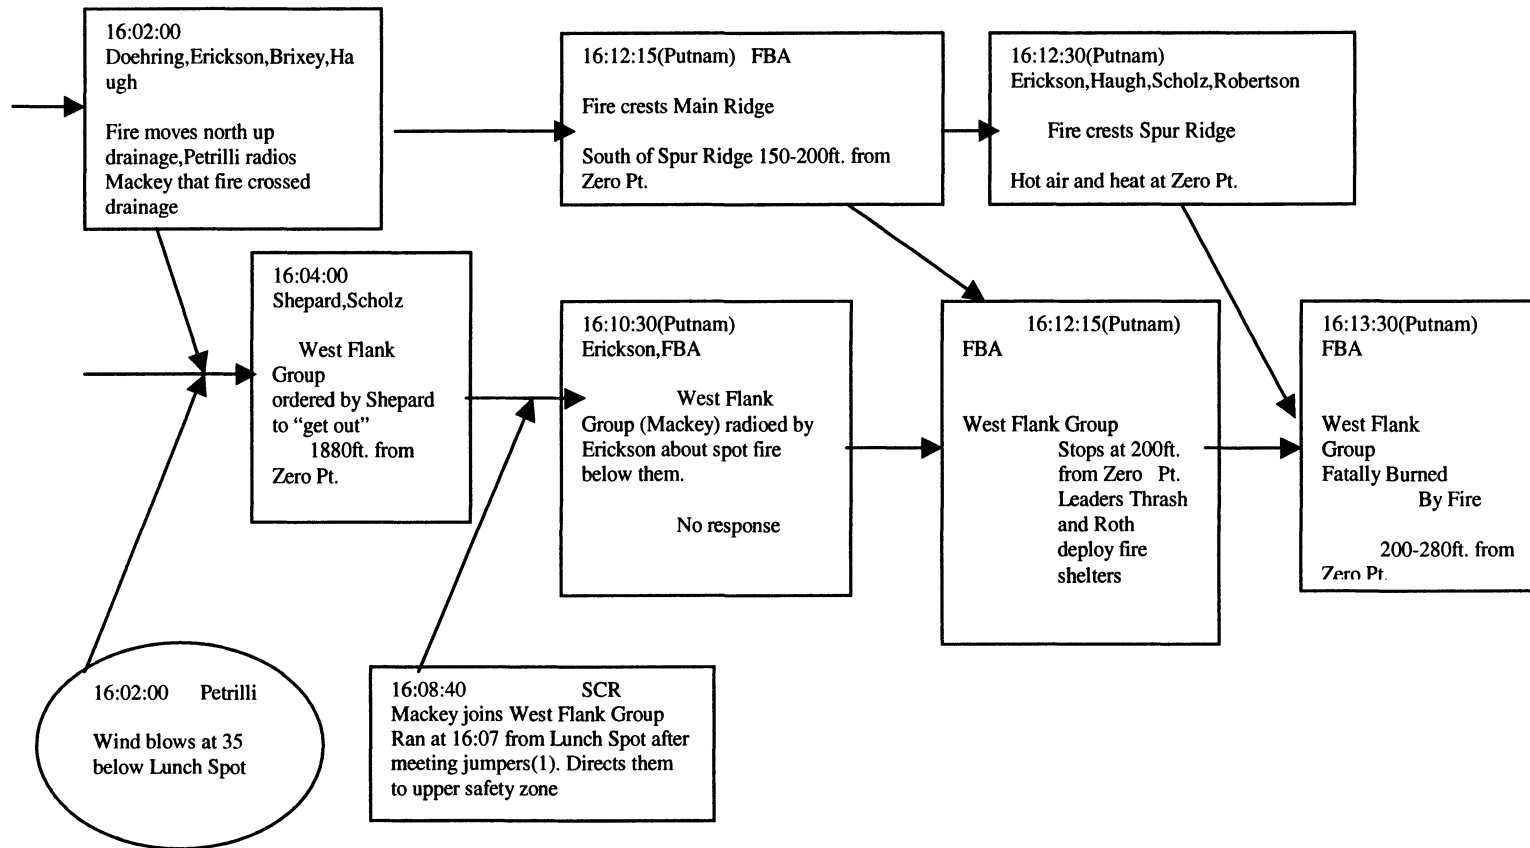 16:02:00
Doehring,Erickson,Brixey,Ha
ugh
Fire moves north up
drainage,Petrilli radios
Mackey that fire crossed
drainage
16:12:15(Putnam) FBA
Fire crests Main Ridge
South of Spur Ridge 150-200ft. from
Zero Pt.
16:12:30(Putnam)
Erickson,Haugh,Scholz,Robertson
Fire crests Spur Ridge
Hot air and heat at Zero Pt.
16:04:00
Shepard,Scholz
West Flank
Group
ordered by Shepard
to “get out”
1880ft. from
Zero Pt.
16:10:30(Putnam)
Erickson,FBA
West Flank
Group (Mackey) radioed by
Erickson about spot fire
below them.
No response
16:12:15(Putnam)
FBA
West Flank Group
Stops at 200ft.
from Zero Pt.
Leaders Thrash
and Roth
deploy fire
shelters
16:13:30(Putnam)
FBA
West Flank
Group
Fatally Burned
By Fire
200-280ft. from
Zero Pt.
16:02:00 Petrilli
Wind blows at 35
below Lunch Spot
16:08:40 SCR
Mackey joins West Flank Group
Ran at 16:07 from Lunch Spot after
meeting jumpers(1). Directs them
to upper safety zone